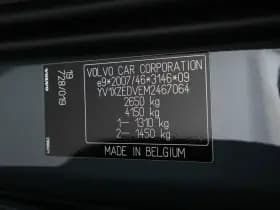 VOLVO CAR CORPORATION
e9*2007/46*3146*09
YV1XZEDVEM2467064
2650 kg
4150 kg
1- 1310 kg
2- 1450 kg
MADE IN BELGIUM
VOLVO
19
728/019